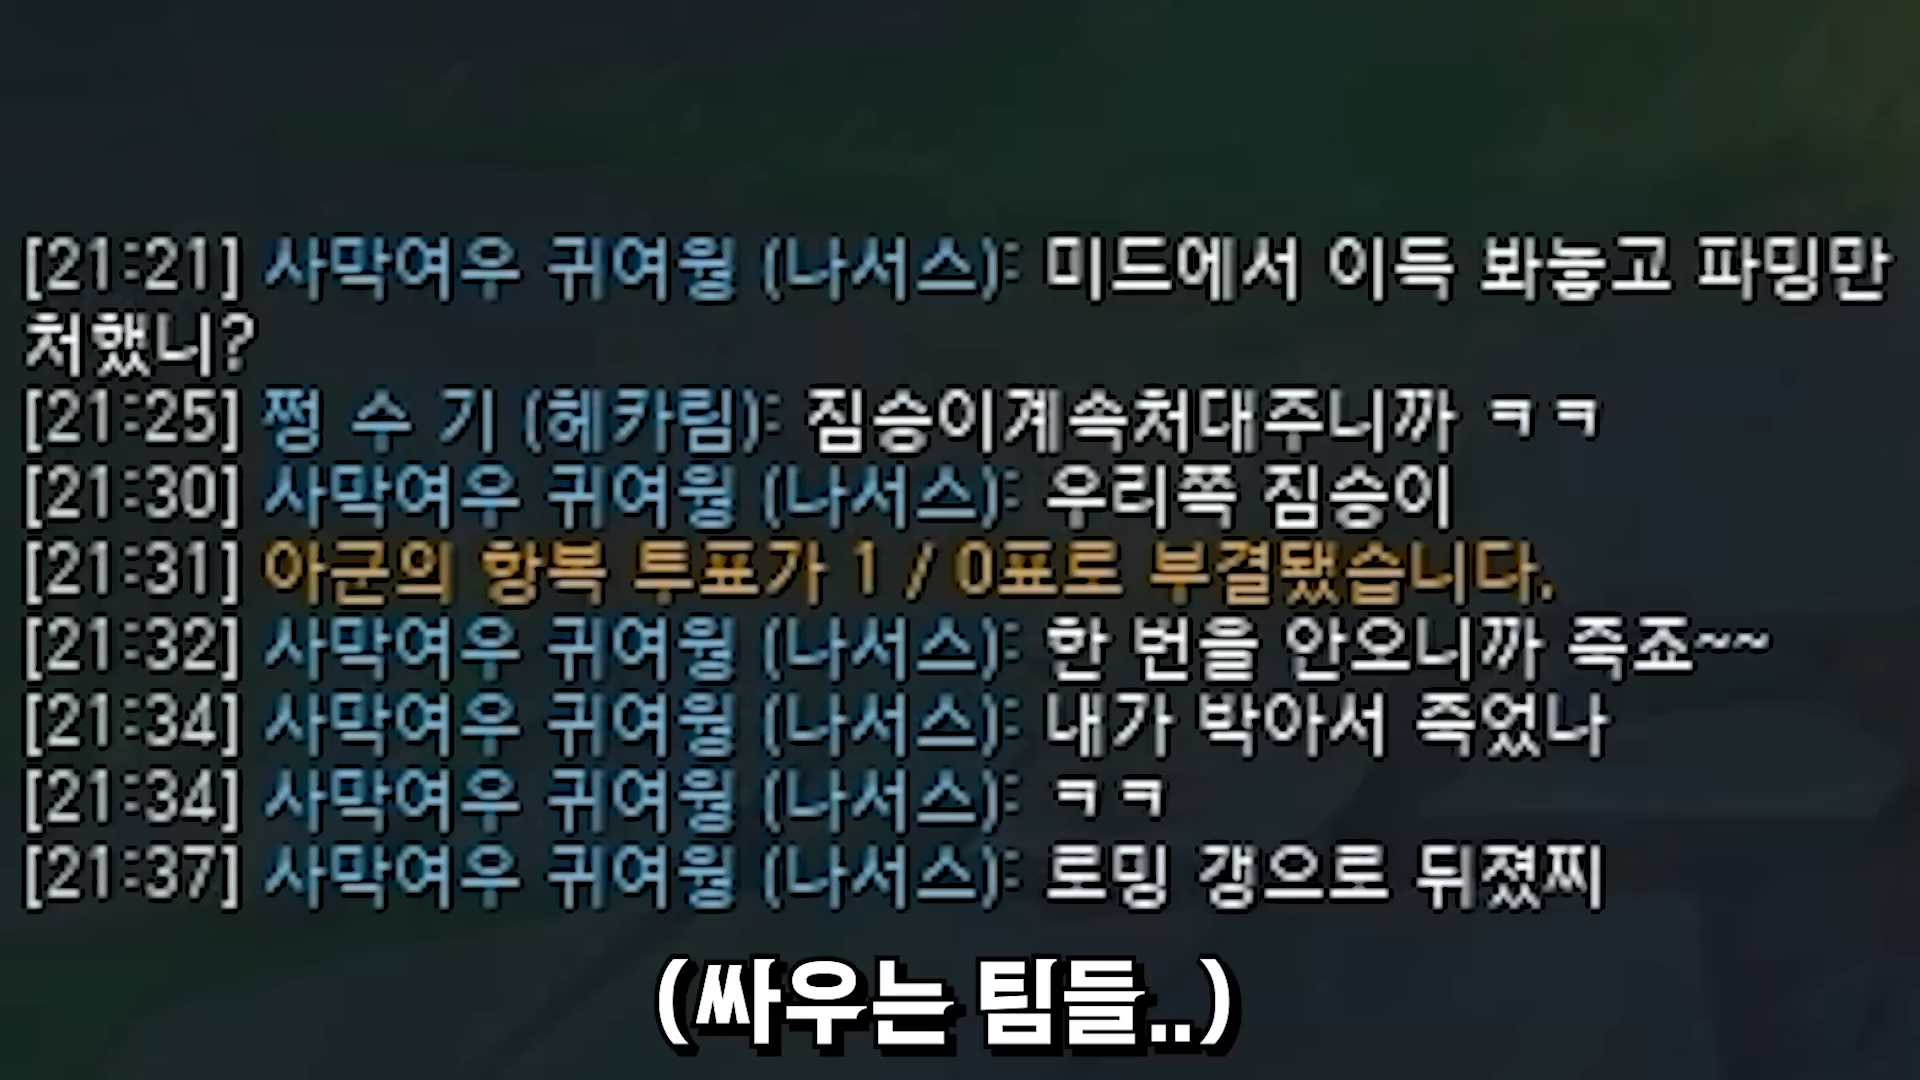 [21:21] 사막여우 귀여웡 (나서스): 미드에서 이득 봐놓고 파밍만
처했니?
[21:25] 쩡 수 기 (헤카림): 짐승이계속처대주니까 ㅋㅋ
[21:30] 사막여우 귀여웡 (나서스): 우리쪽 짐승이
[21:31] 아군의 항복 투표가 1 / 0표로 부결됐습니다.
[21:32] 사막여우 귀여웡 (나서스): 한 번을 안오니까 죽죠~~
[21:34] 사막여우 귀여웡 (나서스): 내가 박아서 죽었나
[21:34] 사막여우 귀여웡 (나서스): ㅋㅋ
[21:37] 사막여우 귀여웡 (나서스): 로밍 갱으로 뒤졌찌
(싸우는 팀들..)